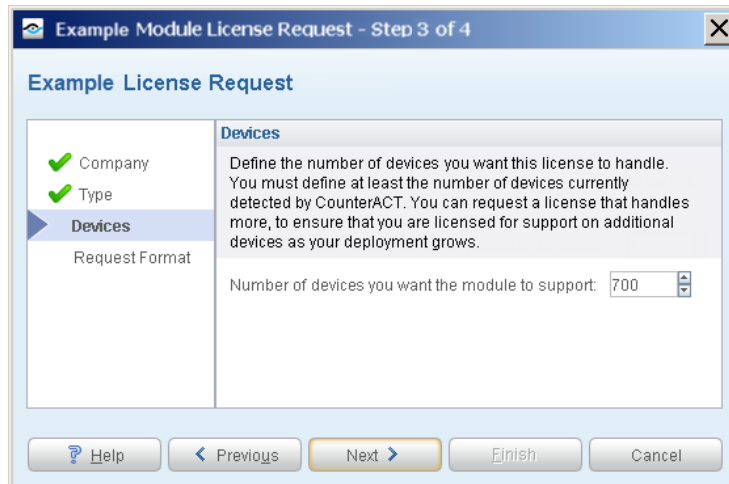 Example Module License Request - Step 3 of 4
Example License Request
Company
Type
Devices
Request Format
Devices
Define the number of devices you want this license to handle.
You must define at least the number of devices currently
detected by CounterACT. You can request a license that handles
more, to ensure that you are licensed for support on additional
devices as your deployment grows.
Number of devices you want the module to support: 700
Help
Previous
Next
Finish
Cancel